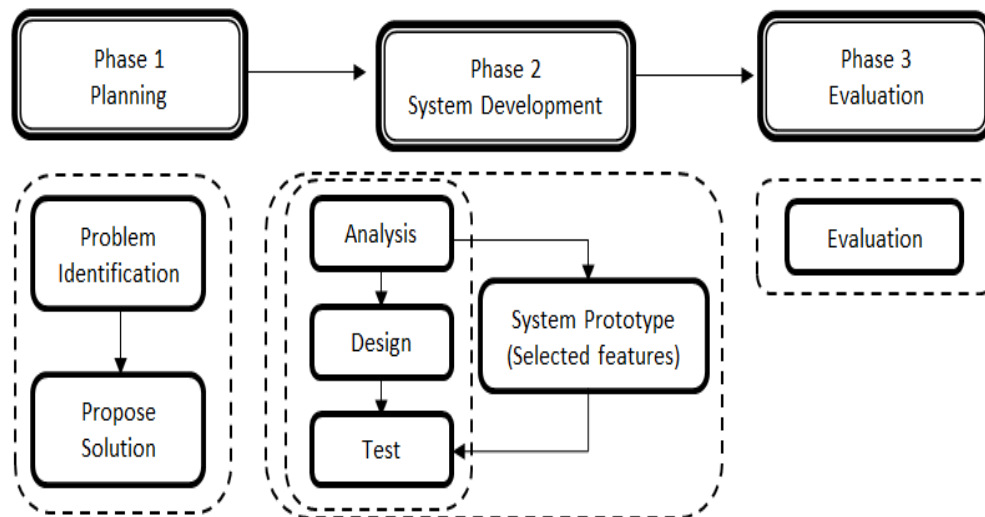 Phase 1
Planning
Phase 2
System Development
Phase 3
Evaluation
Problem
Identification
Propose
Solution
Analysis
Design
Test
System Prototype
(Selected features)
Evaluation